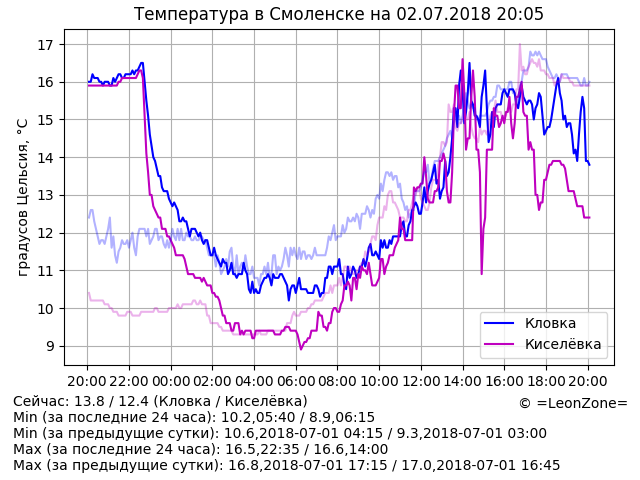 Температура в Смоленске на 02.07.2018 20:05
17
16
15
14
13
12
11
10
9
градусов Цельсия, °C
Кловка
Киселёвка
20:00 22:00 00:00 02:00 04:00 06:00 08:00 10:00 12:00 14:00 16:00 18:00 20:00
Сейчас: 13.8 / 12.4 (Кловка / Киселёвка)
© =LeonZone=
Min (за последние 24 часа): 10.2,05:40 / 8.9,06:15
Min (за предыдущие сутки): 10.6,2018-07-01 04:15 / 9.3,2018-07-01 03:00
Max (за последние 24 часа): 16.5,22:35 / 16.6,14:00
Max (за предыдущие сутки): 16.8,2018-07-01 17:15 / 17.0,2018-07-01 16:45